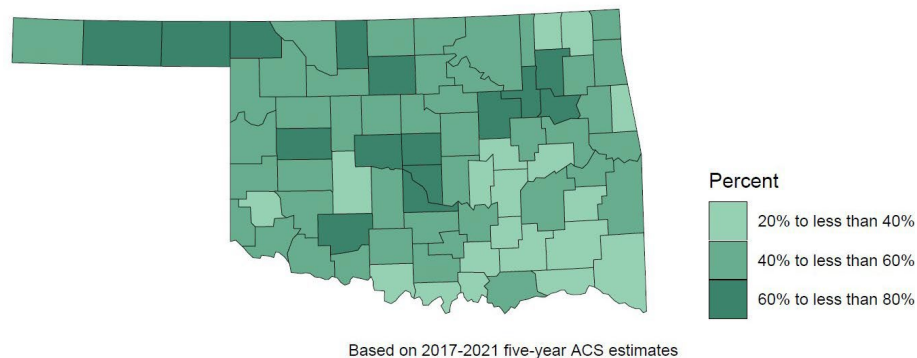 Percent
20% to less than 40%
40% to less than 60%
60% to less than 80%
Based on 2017-2021 five-year ACS estimates